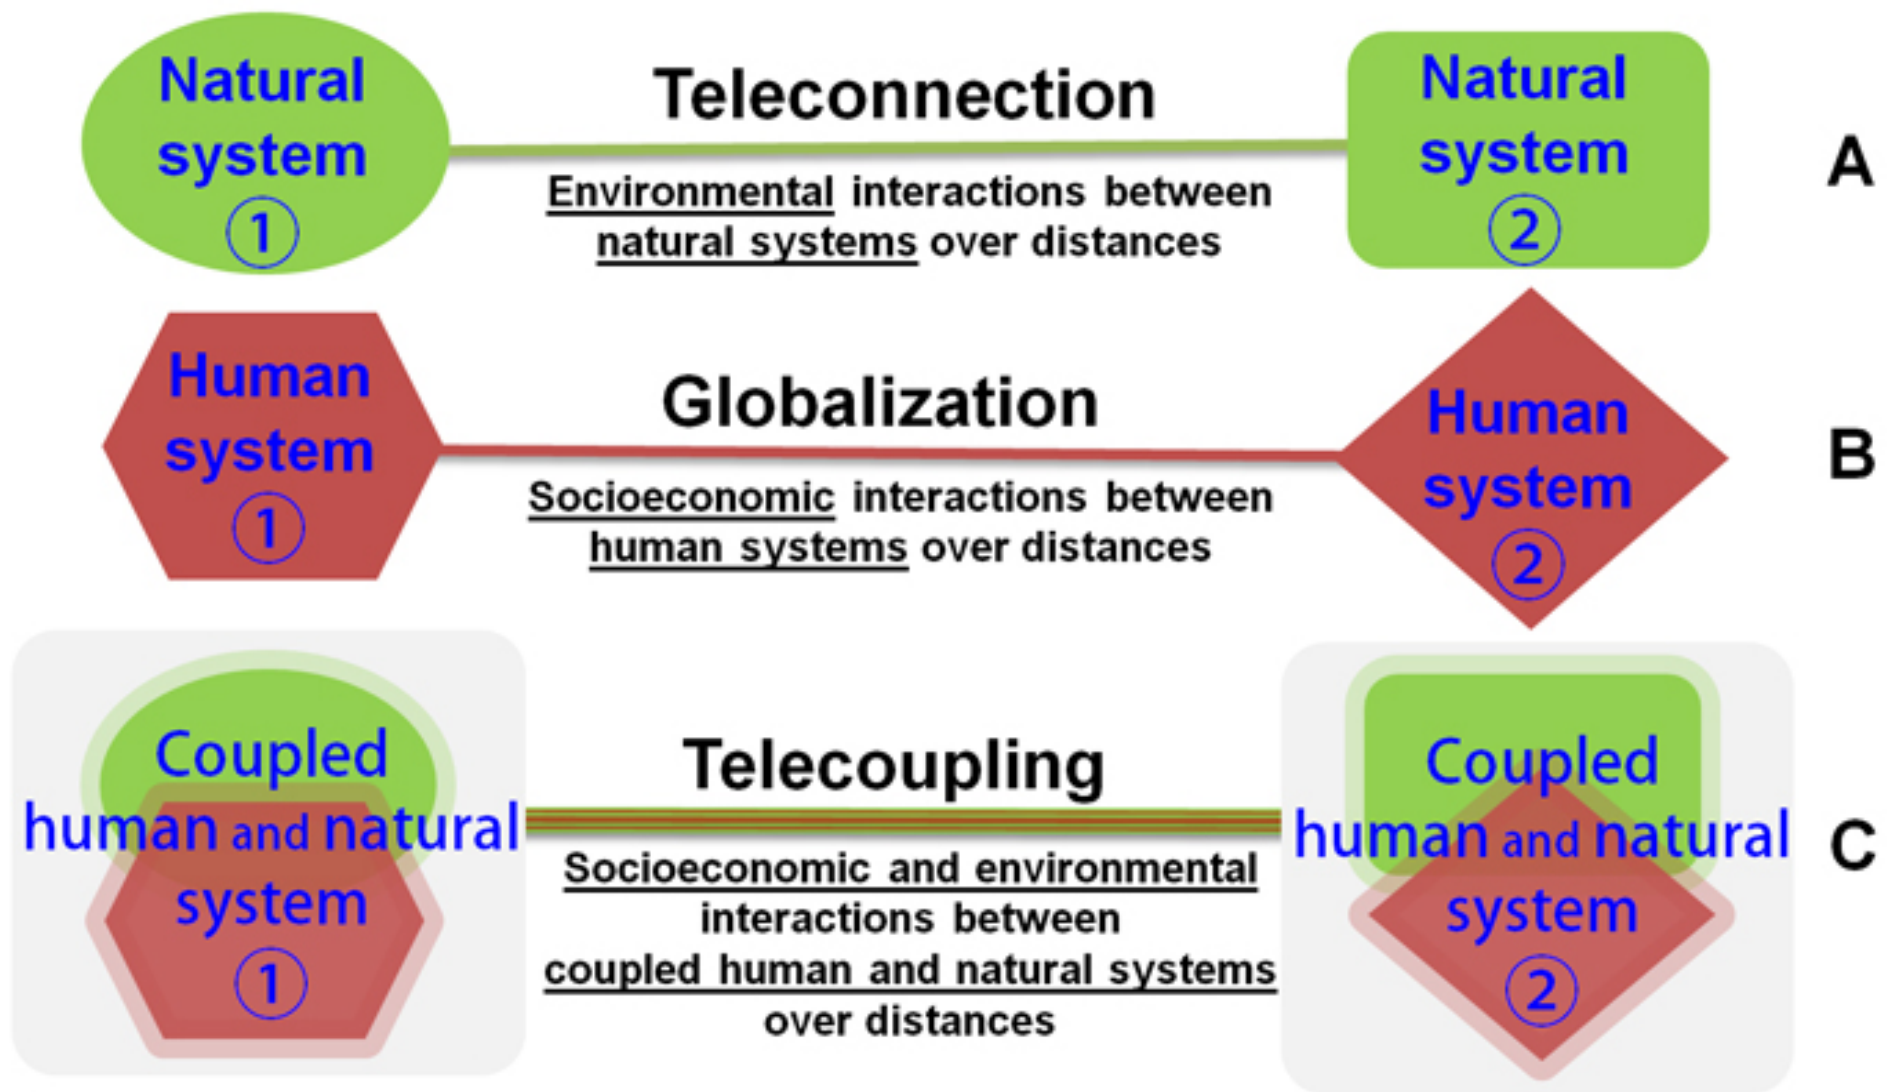 Natural
system
①
Teleconnection
Environmental interactions between
natural systems over distances
Natural
system
②
A
Human
system
①
Globalization
Socioeconomic interactions between
human systems over distances
Human
system
②
B
Coupled
human and natural
system
①
Telecoupling
Socioeconomic and environmental
interactions between
coupled human and natural systems
over distances
Coupled
human and natural
system
②
C